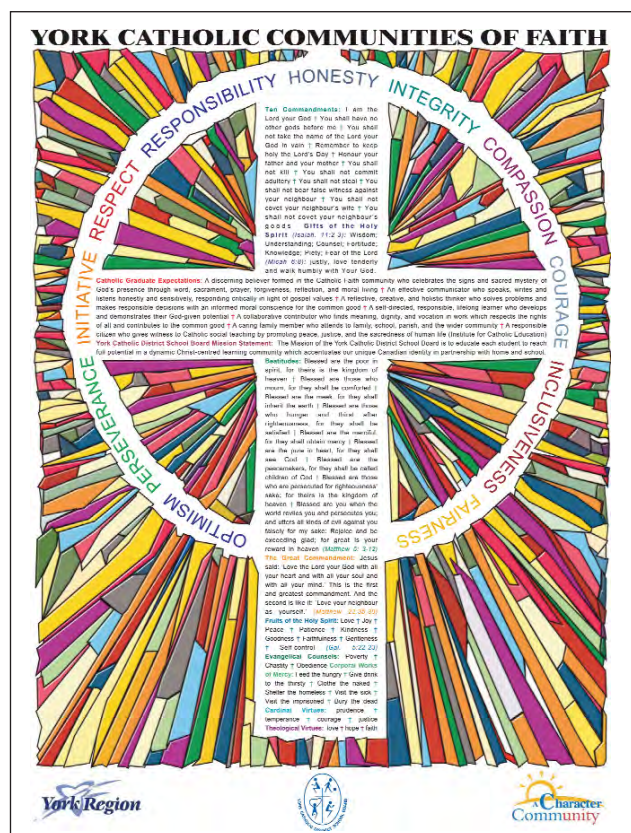 YORK CATHOLIC COMMUNITIES OF FAITH
OPTIMISM PERSEVERANCE INITIATIVE RESPECT RESPONSIBILITY HONESTY INTEGRITY COMPASSION COURAGE INCLUSIVENESS FAIRNESS
Ten Commandments: I am the
Lord your God † You shall have no
other gods before me † You shall
not take the name of the Lord your
God in vain † Remember to keep
holy the Lord's Day † Honour your
father and your mother † You shall
not kill † You shall not commit
adultery † You shall not steal † You
shall not bear false witness against
your neighbour † You shall not
covet your neighbour's wife † You
shall not covet your neighbour's
goods Gifts of the Holy
Spirit (Isaiah, 11:2 3): Wisdom;
Understanding; Counsel; Fortitude;
Knowledge; Piety; Fear of the Lord
(Micah 6:8): justly, love tenderly
and walk humbly with Your God.
Catholic Graduate Expectations: A discerning believer formed in the Catholic Faith community who celebrates the signs and sacred mystery of
God's presence through word, sacrament, prayer, forgiveness, reflection, and moral living † An effective communicator who speaks, writes and
listens honestly and sensitively, responding critically in light of gospel values † A reflective, creative, and holistic thinker who solves problems and
makes responsible decisions with an informed moral conscience for the common good † A self-directed, responsible, lifelong learner who develops
and demonstrates their God-given potential † A collaborative contributor who finds meaning, dignity, and vocation in work which respects the rights
of all and contributes to the common good † A caring family member who attends to family, school, parish, and the wider community † A responsible
citizen who gives witness to Catholic social teaching by promoting peace, justice, and the sacredness of human life (Institute for Catholic Education)
York Catholic District School Board Mission Statement: The Mission of the York Catholic District School Board is to educate each student to reach
full potential in a dynamic Christ-centred learning community which accentuates our unique Canadian identity in partnership with home and school.
Beatitudes: Blessed are the poor in
spirit, for theirs is the kingdom of
heaven † Blessed are those who
mourn, for they shall be comforted †
Blessed are the meek, for they shall
inherit the earth † Blessed are those
who hunger and thirst after
righteousness, for they shall be
satisfied † Blessed are the merciful,
for they shall obtain mercy † Blessed
are the pure in heart, for they shall
see God † Blessed are the
peacemakers, for they shall be called
children of God † Blessed are those
who are persecuted for righteousness'
sake; for theirs is the kingdom of
heaven † Blessed are you when the
world reviles you and persecutes you;
and utters all kinds of evil against you
falsely for my sake: Rejoice and be
exceeding glad; for great is your
reward in heaven (Matthew 5: 3-12)
The Great Commandment: Jesus
said: 'Love the Lord your God with all
your heart and with all your soul and
with all your mind.' This is the first
and greatest commandment. And the
second is like it: 'Love your neighbour
as yourself.' (Matthew 22:35-40)
Fruits of the Holy Spirit: Love † Joy †
Peace † Patience † Kindness †
Goodness † Faithfulness † Gentleness
† Self control (Gal. 5:22 23)
Evangelical Counsels: Poverty †
Chastity † Obedience Corporal Works
of Mercy: Feed the hungry † Give drink
to the thirsty † Clothe the naked †
Shelter the homeless † Visit the sick †
Visit the imprisoned † Bury the dead
Cardinal Virtues: prudence †
temperance † courage † justice
Theological Virtues: love † hope † faith
York Region
YORK CATHOLIC DISTRICT SCHOOL BOARD
A Character
Community